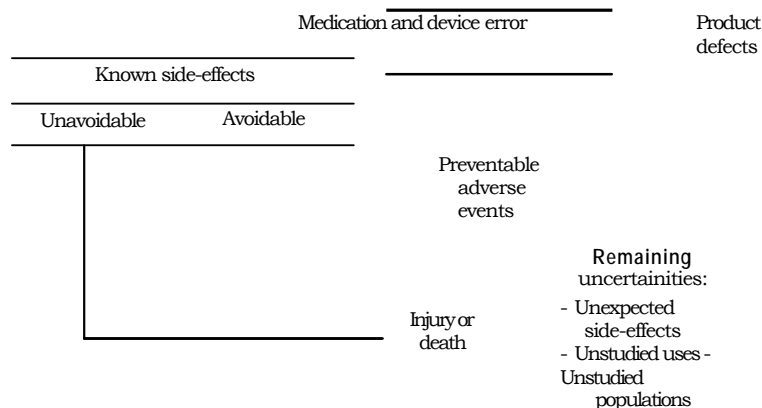 Medication and device error
Product
defects
Known side-effects
Unavoidable
Avoidable
Preventable
adverse
events
Remaining
uncertainities:
- Unexpected
side-effects
- Unstudied uses -
Unstudied
populations
Injury or
death